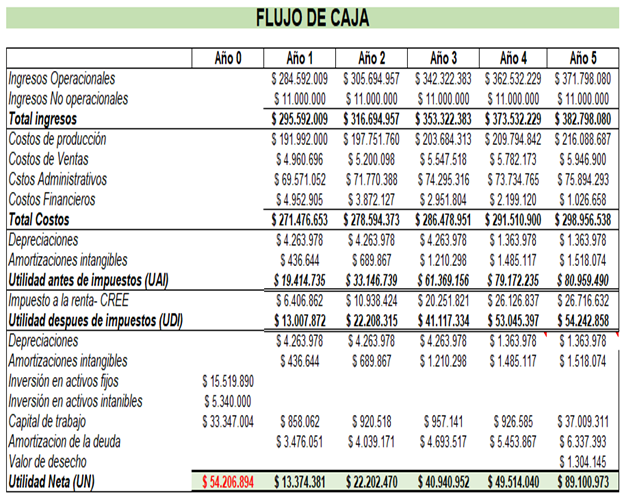 FLUJO DE CAJA
Año 0 Año 1 Año 2 Año 3 Año 4 Año 5
Ingresos Operacionales $ 284.592.009 $ 305.694.957 $ 342.322.383 $ 362.532.229 $ 371.798.080
Ingresos No operacionales $ 11.000.000 $ 11.000.000 $ 11.000.000 $ 11.000.000 $ 11.000.000
Total ingresos $ 295.592.009 $ 316.694.957 $ 353.322.383 $ 373.532.229 $ 382.798.080
Costos de producción $ 191.992.000 $ 197.751.760 $ 203.684.313 $ 209.794.842 $ 216.088.687
Costos de Ventas $ 4.960.696 $ 5.200.098 $ 5.547.518 $ 5.782.173 $ 5.946.900
Cstos Administrativos $ 69.571.052 $ 71.770.388 $ 74.295.316 $ 73.734.765 $ 75.894.293
Costos Financieros $ 4.952.905 $ 3.872.127 $ 2.951.804 $ 2.199.120 $ 1.026.658
Total Costos $ 271.476.653 $ 278.594.373 $ 286.478.951 $ 291.510.900 $ 298.956.538
Depreciaciones $ 4.263.978 $ 4.263.978 $ 4.263.978 $ 1.363.978 $ 1.363.978
Amortizaciones intangibles $ 436.644 $ 689.867 $ 1.210.298 $ 1.485.117 $ 1.518.074
Utilidad antes de impuestos (UAI) $ 19.414.735 $ 33.146.739 $ 61.369.156 $ 79.172.235 $ 80.959.490
Impuesto a la renta- CREE $ 6.406.862 $ 10.938.424 $ 20.251.821 $ 26.126.837 $ 26.716.632
Utilidad despues de impuestos (UDI) $ 13.007.872 $ 22.208.315 $ 41.117.334 $ 53.045.397 $ 54.242.858
Depreciaciones $ 4.263.978 $ 4.263.978 $ 4.263.978 $ 1.363.978 $ 1.363.978
Amortizaciones intangibles $ 436.644 $ 689.867 $ 1.210.298 $ 1.485.117 $ 1.518.074
Inversión en activos fijos $ 15.519.890
Inversión en activos intanibles $ 5.340.000
Capital de trabajo $ 33.347.004 $ 858.062 $ 920.518 $ 957.141 $ 926.585 $ 37.009.311
Amortizacion de la deuda $ 3.476.051 $ 4.039.171 $ 4.693.517 $ 5.453.867 $ 6.337.393
Valor de desecho $ 1.304.145
Utilidad Neta (UN) $ 54.206.894 $ 13.374.381 $ 22.202.470 $ 40.940.952 $ 49.514.040 $ 89.100.973